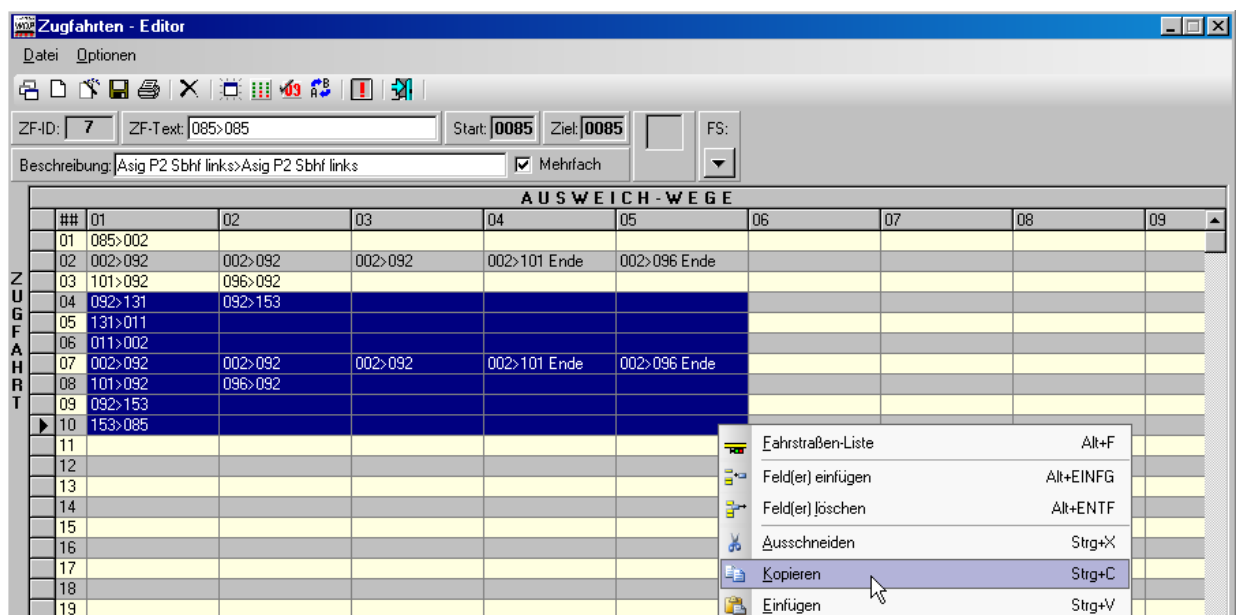 Zugfahrten - Editor
Datei Optionen
ZF-ID: 7 ZF-Text: 085>085 Start: 0085 Ziel: 0085 FS:
Beschreibung: Asig P2 Sbhf links>Asig P2 Sbhf links Mehrfach
AUSWEICH-WEGE
ZUGFAHRT
## 01 02 03 04 05 06 07 08 09
01 085>002
02 002>092 002>092 002>092 002>101 Ende 002>096 Ende
03 101>092 096>092
04 092>131 092>153
05 131>011
06 011>002
07 002>092 002>092 002>092 002>101 Ende 002>096 Ende
08 101>092 096>092
09 092>153
10 153>085
11
12
13
14
15
16
17
18
19
Fahrstraßen-Liste Alt+F
Feld(er) einfügen Alt+EINFG
Feld(er) löschen Alt+ENTF
Ausschneiden Strg+X
Kopieren Strg+C
Einfügen Strg+V